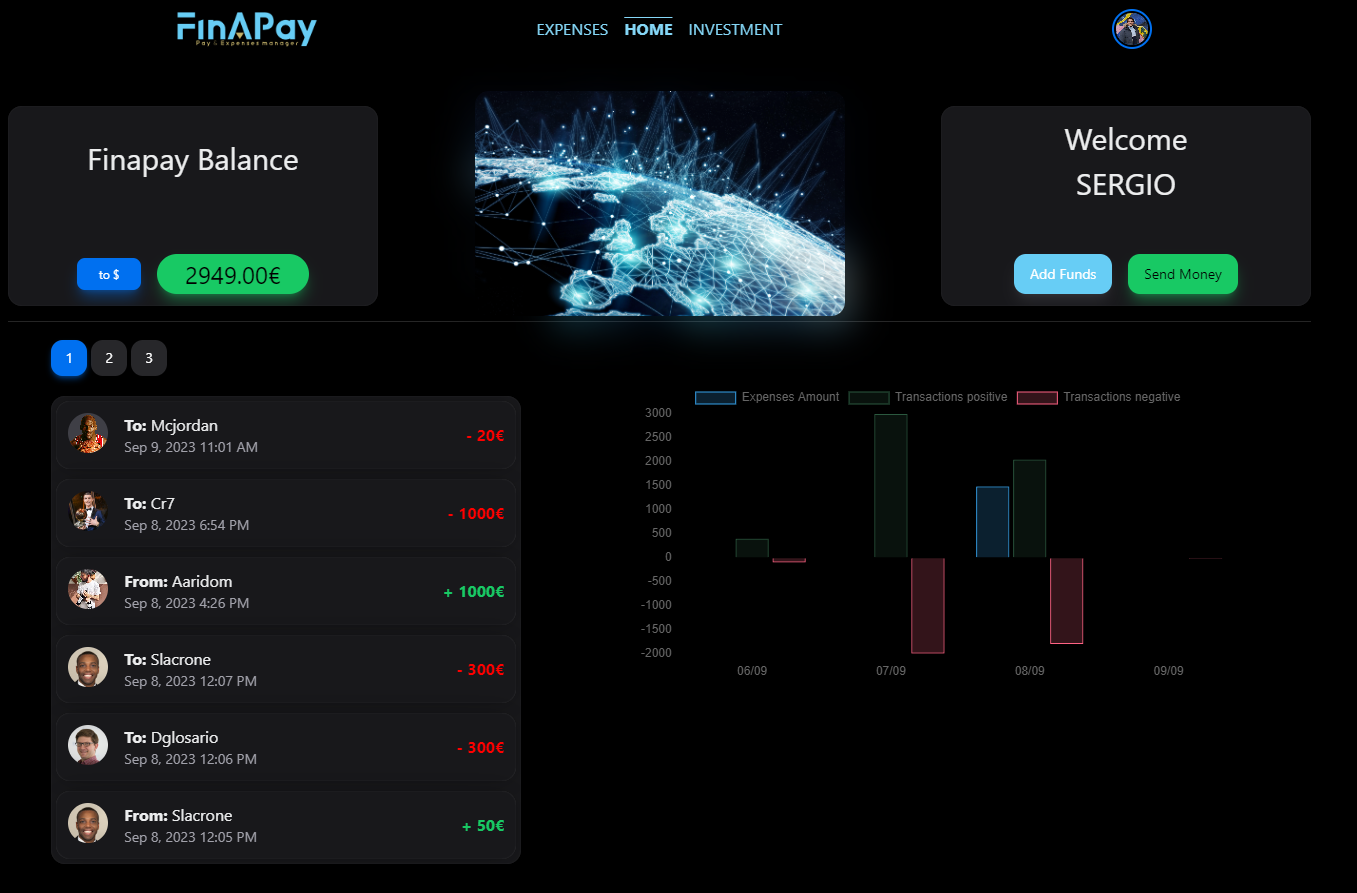 FinAPay
Pay & Expenses manager
EXPENSES HOME INVESTMENT
Finapay Balance
to $ 2949.00€
Welcome
SERGIO
Add Funds Send Money
1 2 3
To: Mcjordan
Sep 9, 2023 11:01 AM
- 20€
To: Cr7
Sep 8, 2023 6:54 PM
- 1000€
From: Aaridom
Sep 8, 2023 4:26 PM
+ 1000€
To: Slacrone
Sep 8, 2023 12:07 PM
- 300€
To: Dglosario
Sep 8, 2023 12:06 PM
- 300€
From: Slacrone
Sep 8, 2023 12:05 PM
+ 50€
Expenses Amount Transactions positive Transactions negative
3000
2500
2000
1500
1000
500
0
-500
-1000
-1500
-2000
06/09 07/09 08/09 09/09